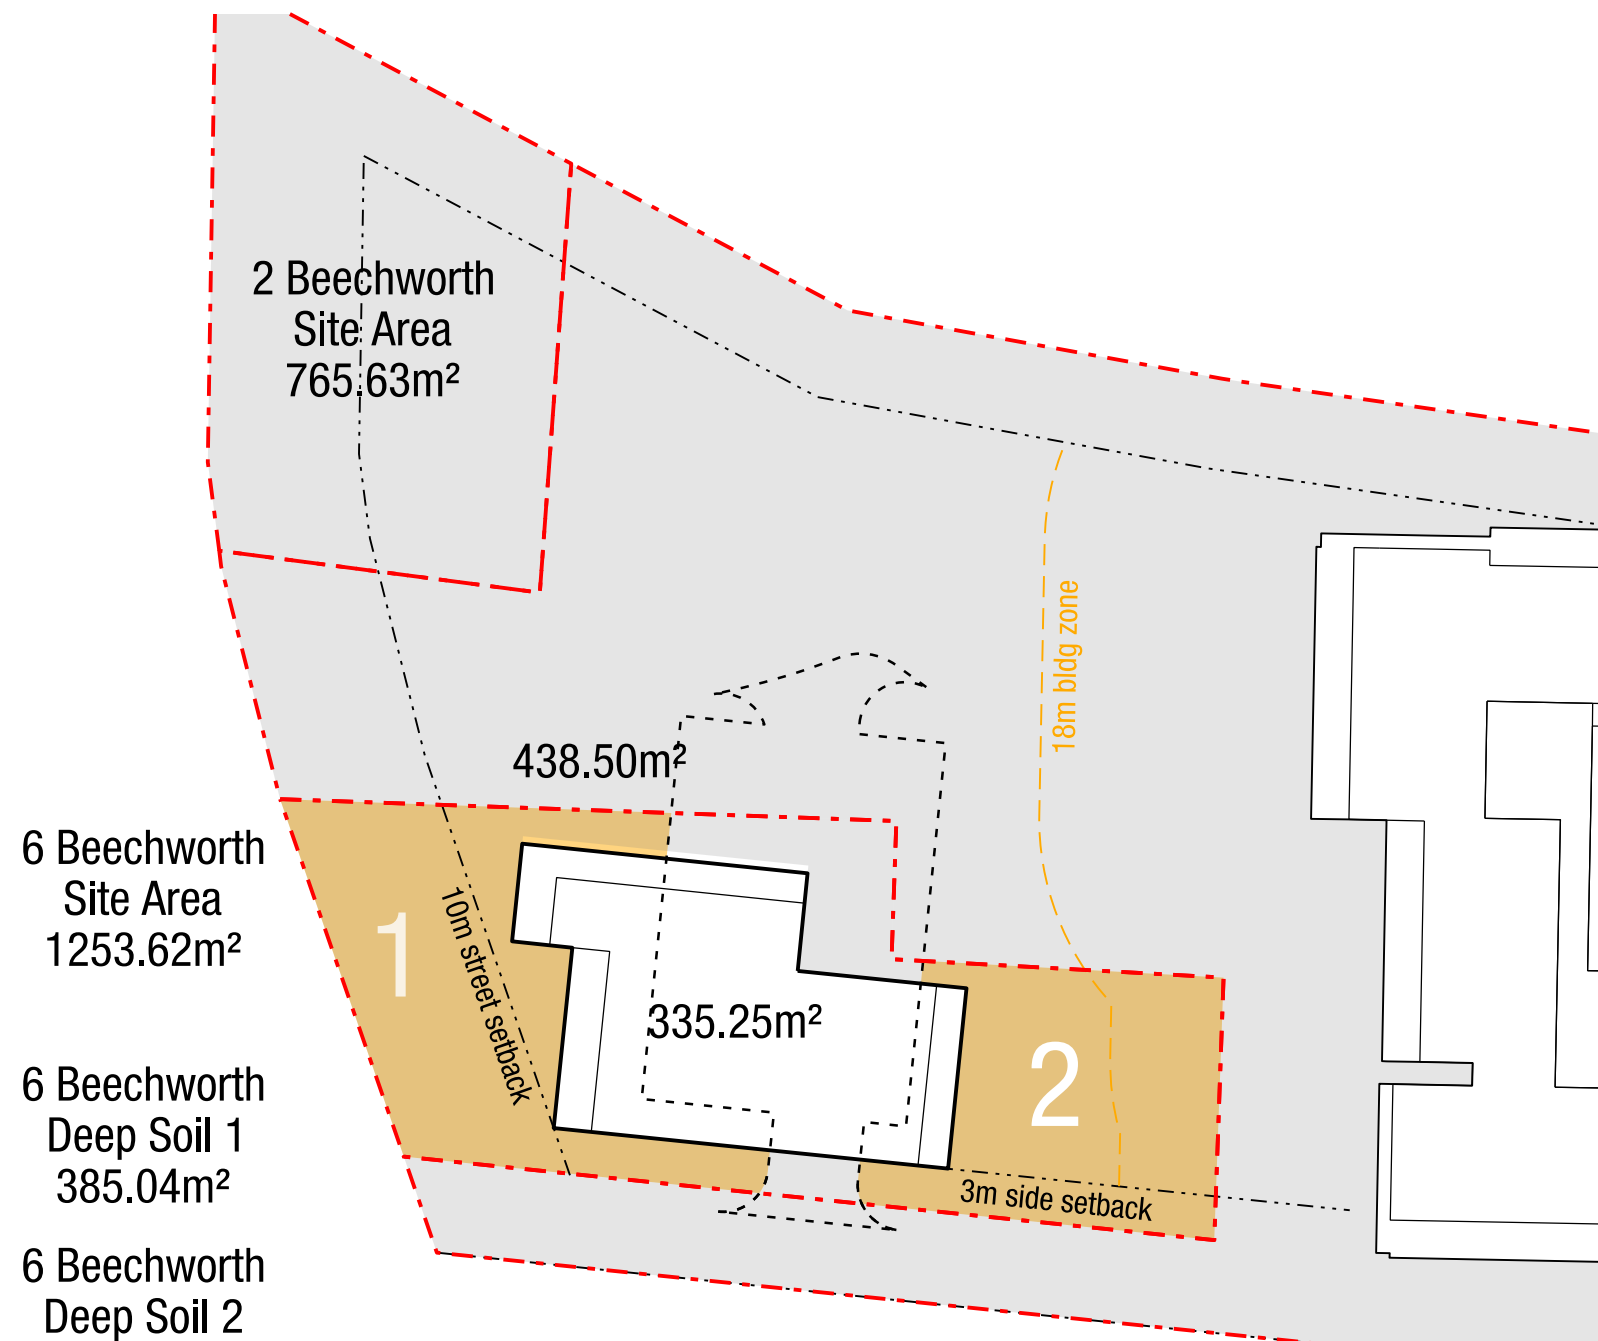 2 Beechworth
Site Area
765.63m²
18m bldg zone
438.50m²
6 Beechworth
Site Area
1253.62m²
1
10m street setback
335.25m²
2
6 Beechworth
Deep Soil 1
385.04m²
3m side setback
6 Beechworth
Deep Soil 2